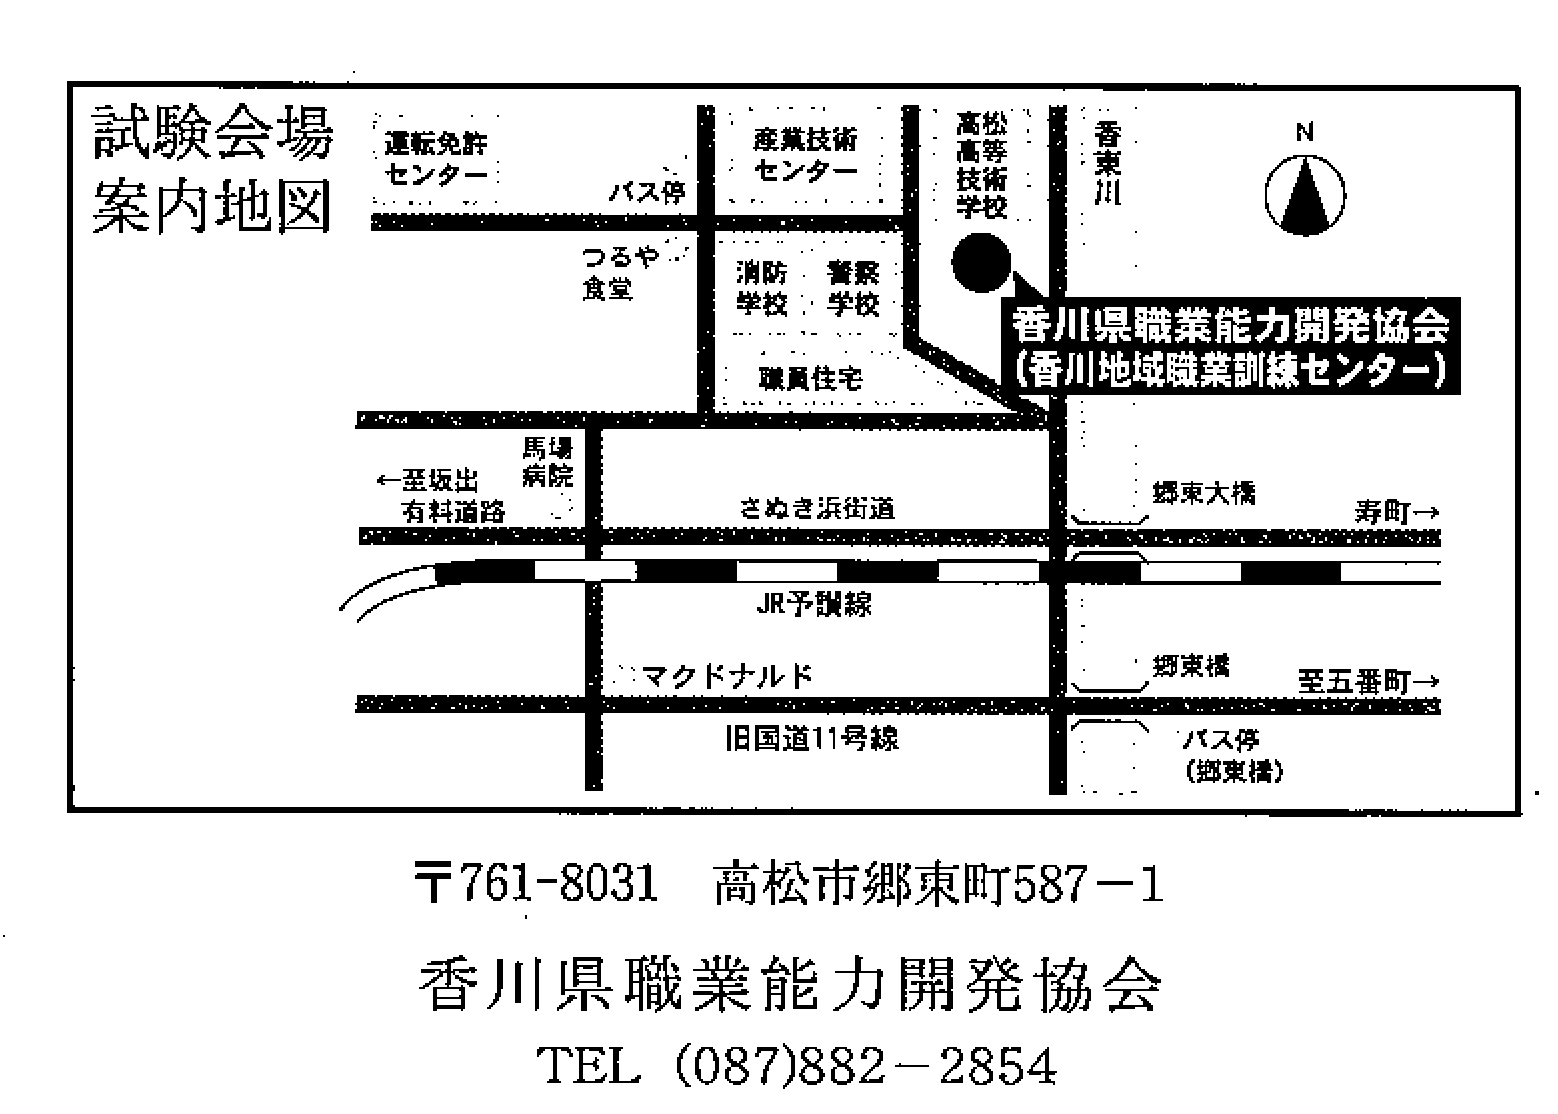 試験会場
案内地図
運転免許
センター
バス停
産業技術
センター
高松
高等
技術
学校
香東川
N
つるや
食堂
消防
学校
警察
学校
香川県職業能力開発協会
(香川地域職業訓練センター)
職員住宅
馬場
病院
←至坂出
有料道路
さぬき浜街道
郷東大橋
寿町→
JR予讃線
マクドナルド
郷東橋
至五番町→
旧国道11号線
バス停
(郷東橋)
〒761-8031 高松市郷東町587-1
香川県職業能力開発協会
TEL (087)882-2854